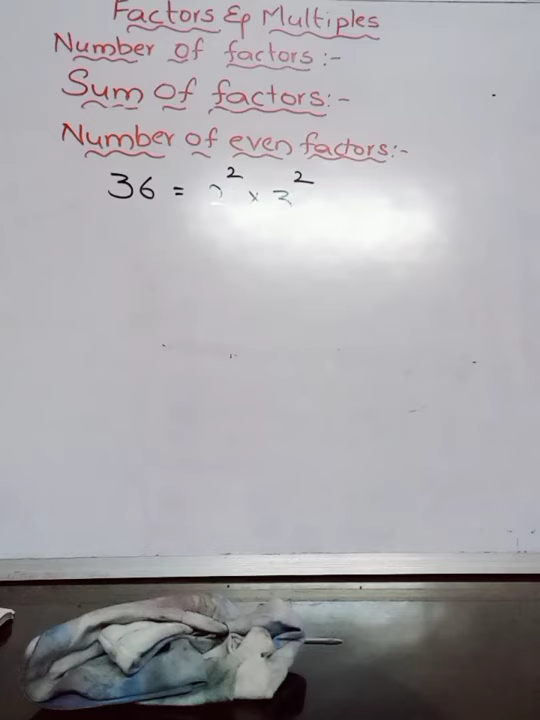 Factors & Multiples
Number of factors :-
Sum of factors :-
Number of even factors :-
36 = 2² × 3²